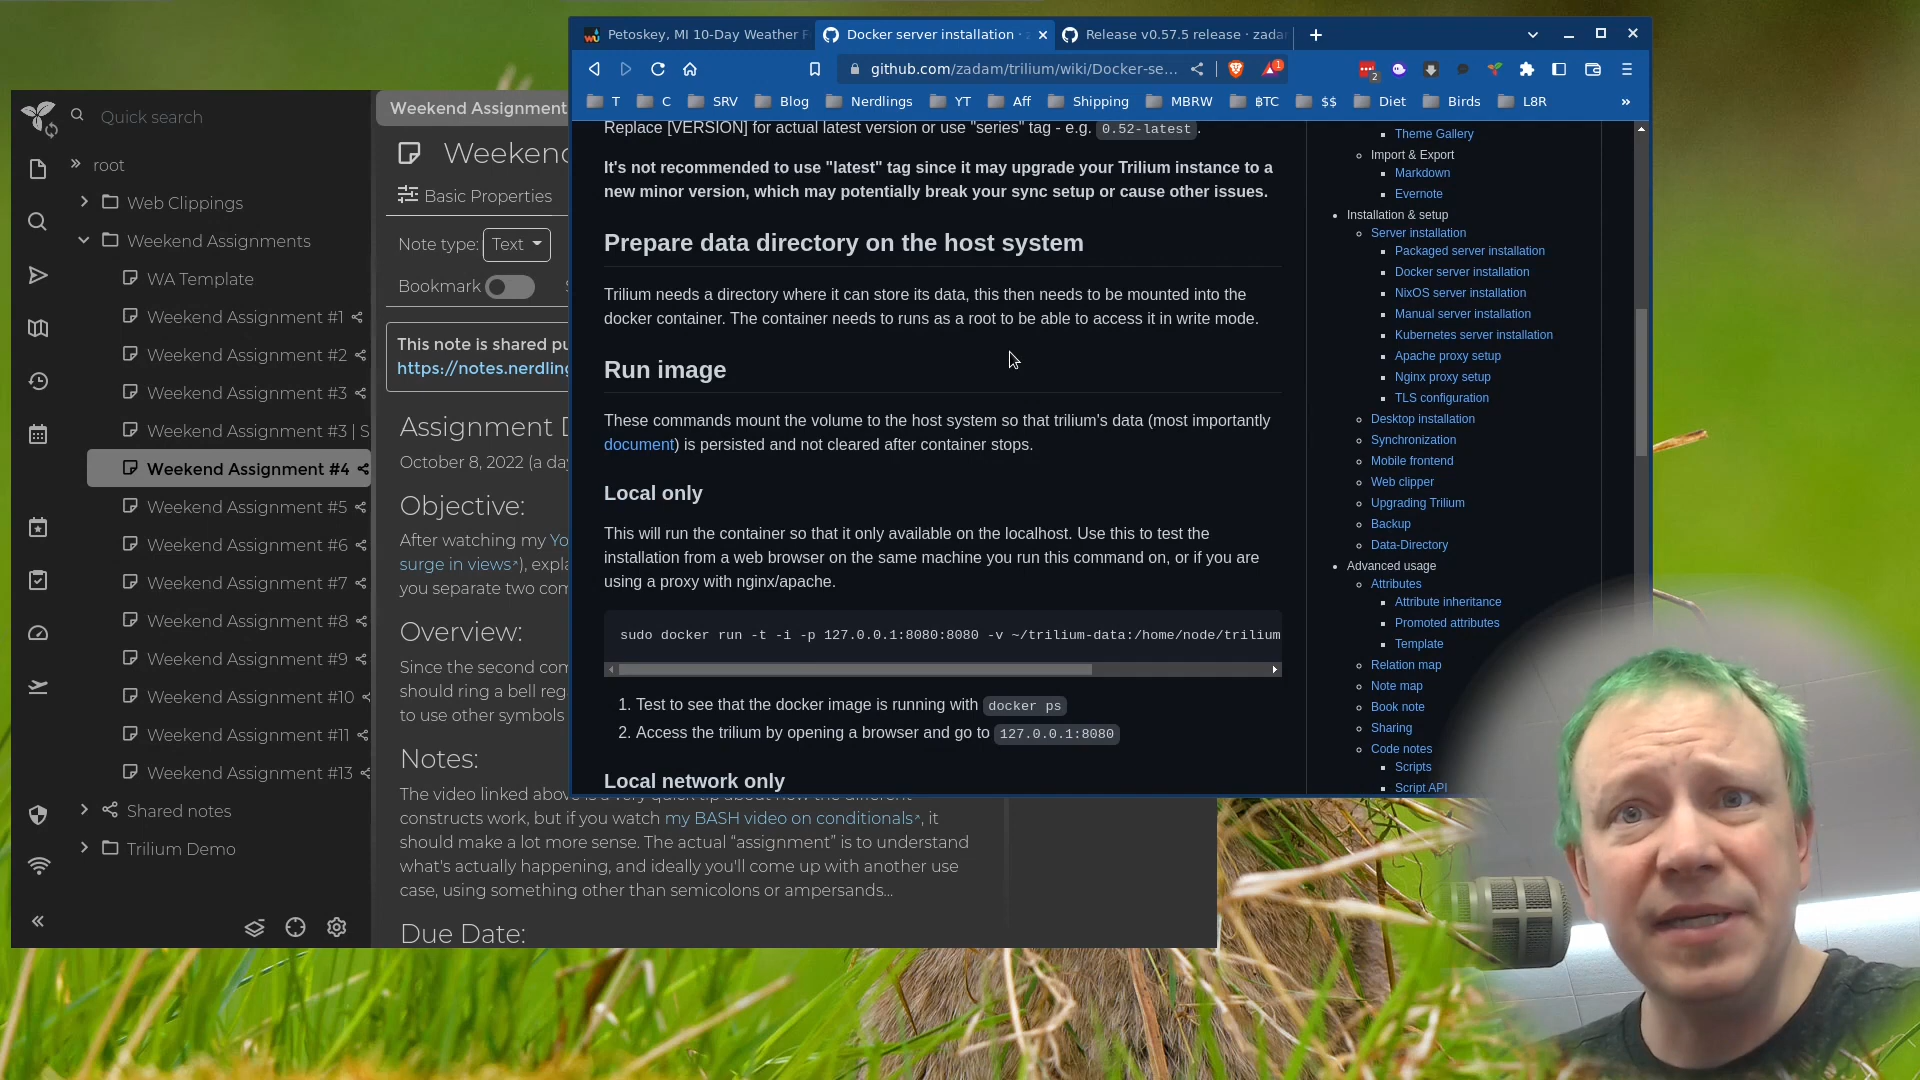 Quick search
root
Web Clippings
Weekend Assignments
WA Template
Weekend Assignment #1
Weekend Assignment #2
Weekend Assignment #3
Weekend Assignment #3 | S
Weekend Assignment #4
Weekend Assignment #5
Weekend Assignment #6
Weekend Assignment #7
Weekend Assignment #8
Weekend Assignment #9
Weekend Assignment #10
Weekend Assignment #11
Weekend Assignment #13
Shared notes
Trilium Demo
Weekend Assignment
Weekend
Basic Properties
Note type: Text
Bookmark
This note is shared pu
https://notes.nerdling
Assignment D
October 8, 2022 (a day
Objective:
After watching my Yo
surge in views), expla
you separate two com
Overview:
Since the second com
should ring a bell reg
to use other symbols
Notes:
The video linked above is a very quick tip about how the different
constructs work, but if you watch my BASH video on conditionals, it
should make a lot more sense. The actual “assignment” is to understand
what's actually happening, and ideally you'll come up with another use
case, using something other than semicolons or ampersands...
Due Date:
Petoskey, MI 10-Day Weather F
Docker server installation ·
Release v0.57.5 release · zadar
github.com/zadam/trilium/wiki/Docker-se...
1
2
T C SRV Blog Nerdlings YT Aff Shipping MBRW ₿TC $$ Diet Birds L8R »
Replace [VERSION] for actual latest version or use "series" tag - e.g. 0.52-latest.
It's not recommended to use "latest" tag since it may upgrade your Trilium instance to a
new minor version, which may potentially break your sync setup or cause other issues.
Prepare data directory on the host system
Trilium needs a directory where it can store its data, this then needs to be mounted into the
docker container. The container needs to runs as a root to be able to access it in write mode.
Run image
These commands mount the volume to the host system so that trilium's data (most importantly
document) is persisted and not cleared after container stops.
Local only
This will run the container so that it only available on the localhost. Use this to test the
installation from a web browser on the same machine you run this command on, or if you are
using a proxy with nginx/apache.
sudo docker run -t -i -p 127.0.0.1:8080:8080 -v ~/trilium-data:/home/node/trilium
1. Test to see that the docker image is running with docker ps
2. Access the trilium by opening a browser and go to 127.0.0.1:8080
Local network only
Theme Gallery
Import & Export
Markdown
Evernote
Installation & setup
Server installation
Packaged server installation
Docker server installation
NixOS server installation
Manual server installation
Kubernetes server installation
Apache proxy setup
Nginx proxy setup
TLS configuration
Desktop installation
Synchronization
Mobile frontend
Web clipper
Upgrading Trilium
Backup
Data-Directory
Advanced usage
Attributes
Attribute inheritance
Promoted attributes
Template
Relation map
Note map
Book note
Sharing
Code notes
Scripts
Script API